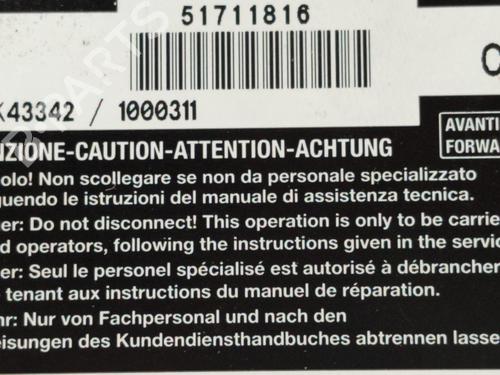 51711816
K43342 / 1000311
AVANTI
FORWA
NZIONE-CAUTION-ATTENTION-ACHTUNG
olo! Non scollegare se non da personale specializzato
guendo le istruzioni del manuale di assistenza tecnica.
er: Do not disconnect! This operation is only to be carrie
d operators, following the instructions given in the servic
er: Seul le personel spécialisé est autorisé à débrancher
tenant aux instructions du manuel de réparation.
r: Nur von Fachpersonal und nach den
eisungen des Kundendiensthandbuches abtrennen lasse